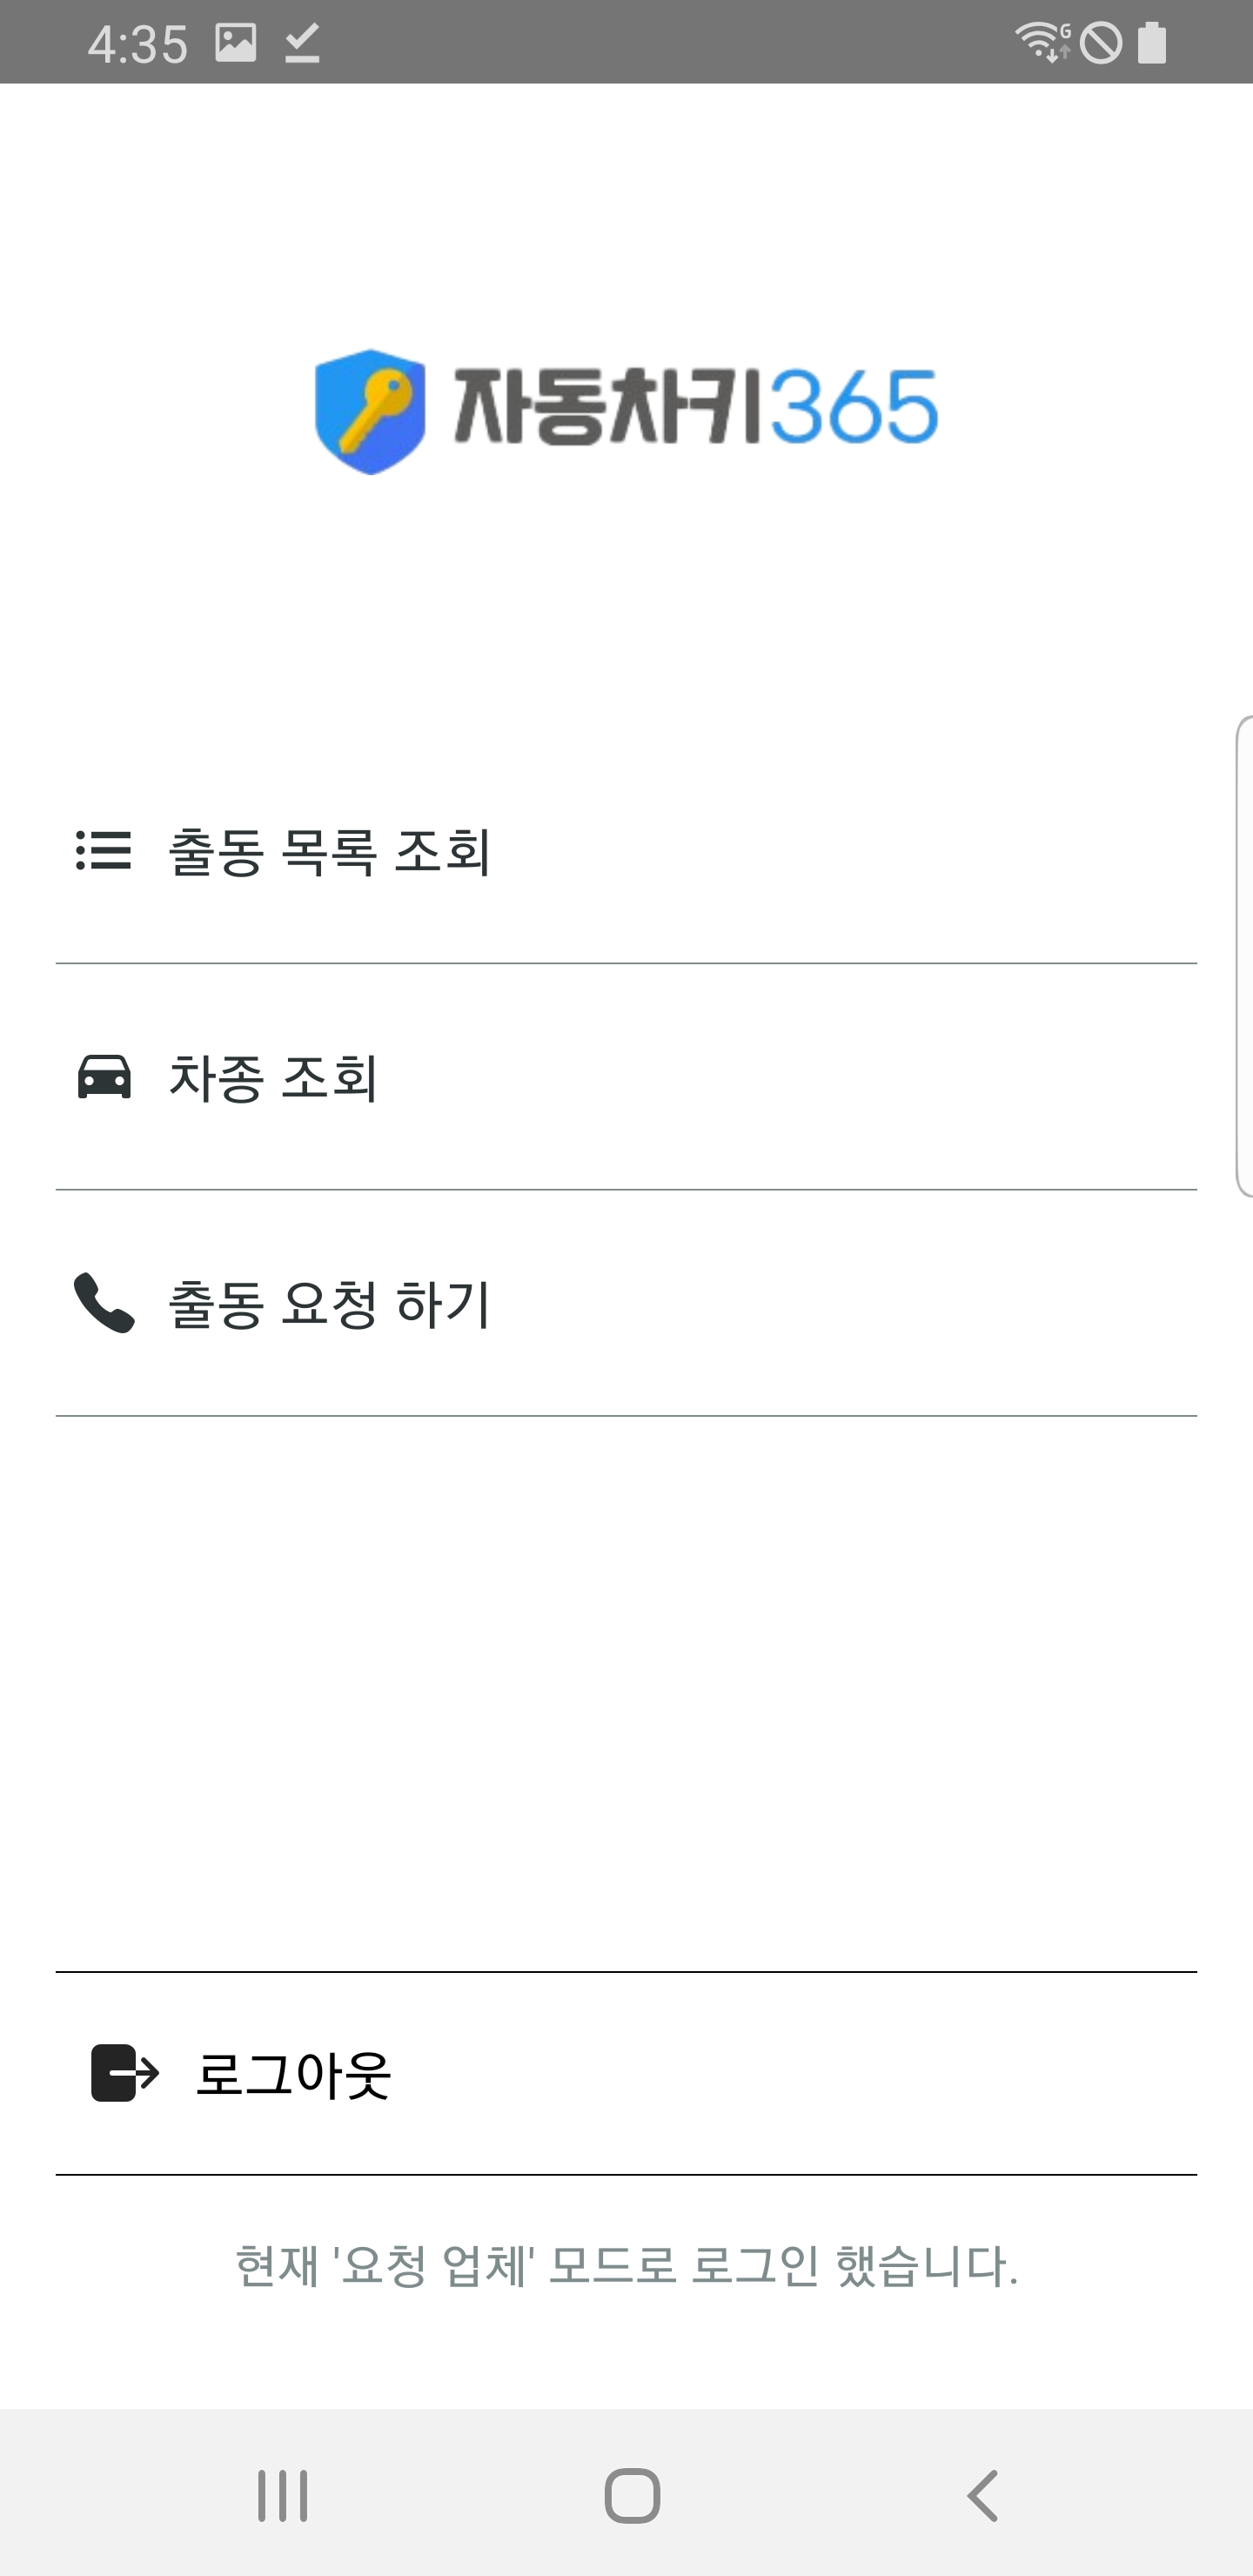 4:35
자동차키365
출동 목록 조회
차종 조회
출동 요청 하기
로그아웃
현재 '요청 업체' 모드로 로그인 했습니다.